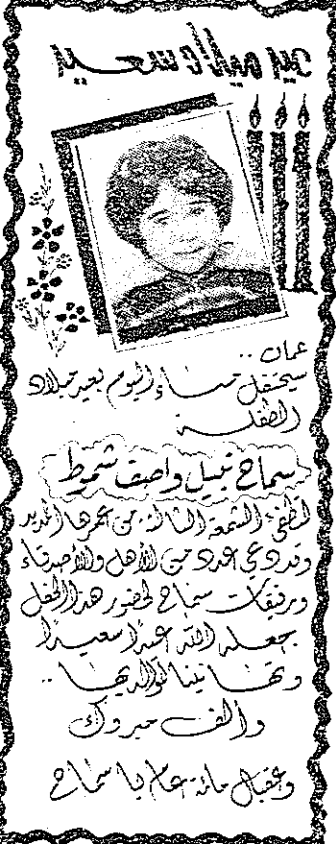 عيد ميلاد سعيد
عمان ..
سيحتفل مساء اليوم بعيد ميلاد
الطفلة
سماح نبيل واصف شموط
لتطفئ الشمعة الثالثة من عمرها المديد
وقد دعي عدد من الأهل والأصدقاء
ورفيقات سماح لحضور هذا الحفل
جعله الله عيدا سعيدا
وتهانينا لوالديها ..
والف مبروك
وعقبال مائة عام يا سماح